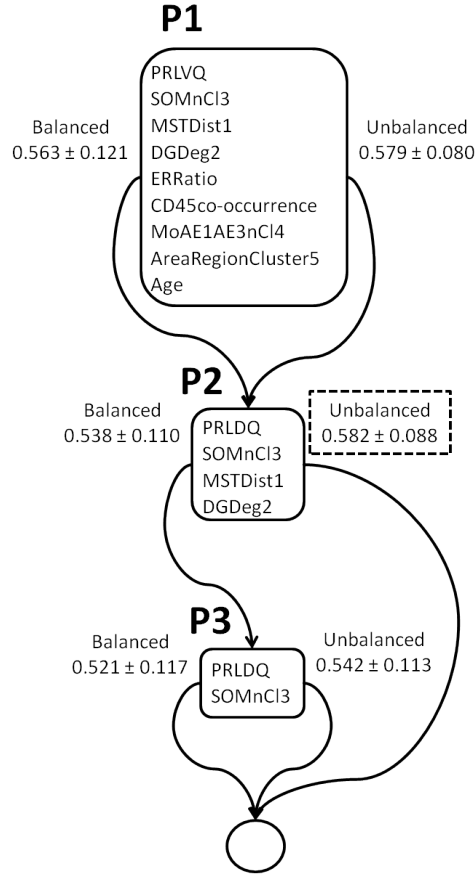 P1
PRLVQ
SOMnCl3
MSTDist1
DGDeg2
ERRatio
CD45co-occurrence
MoAE1AE3nCl4
AreaRegionCluster5
Age
Balanced
0.563 ± 0.121
Unbalanced
0.579 ± 0.080
P2
Balanced
0.538 ± 0.110
PRLDQ
SOMnCl3
MSTDist1
DGDeg2
Unbalanced
0.582 ± 0.088
P3
Balanced
0.521 ± 0.117
PRLDQ
SOMnCl3
Unbalanced
0.542 ± 0.113